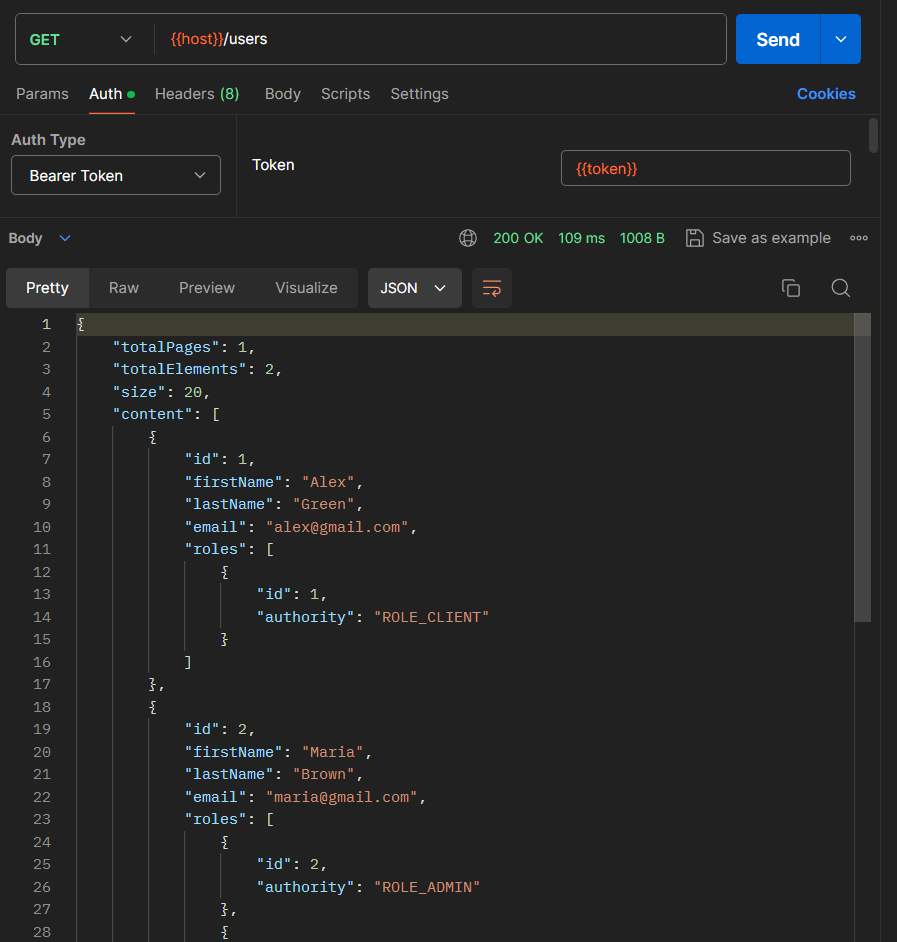 GET {{host}}/users Send
Params Auth Headers (8) Body Scripts Settings Cookies
Auth Type
Bearer Token
Token {{token}}
Body 200 OK 109 ms 1008 B Save as example
Pretty Raw Preview Visualize JSON
1 {
2 "totalPages": 1,
3 "totalElements": 2,
4 "size": 20,
5 "content": [
6 {
7 "id": 1,
8 "firstName": "Alex",
9 "lastName": "Green",
10 "email": "alex@gmail.com",
11 "roles": [
12 {
13 "id": 1,
14 "authority": "ROLE_CLIENT"
15 }
16 ]
17 },
18 {
19 "id": 2,
20 "firstName": "Maria",
21 "lastName": "Brown",
22 "email": "maria@gmail.com",
23 "roles": [
24 {
25 "id": 2,
26 "authority": "ROLE_ADMIN"
27 },
28 {